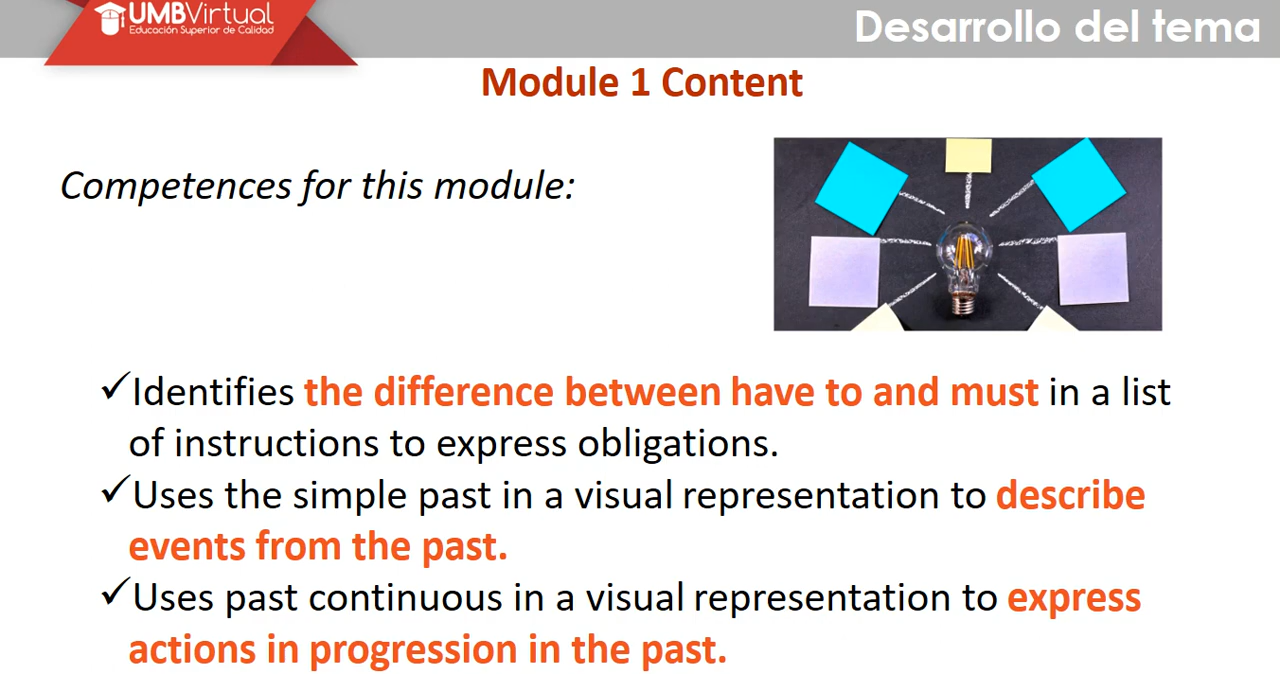 UMBVirtual
Educación Superior de Calidad
Desarrollo del tema
Module 1 Content
Competences for this module:
✓Identifies the difference between have to and must in a list
of instructions to express obligations.
✓Uses the simple past in a visual representation to describe
events from the past.
✓Uses past continuous in a visual representation to express
actions in progression in the past.